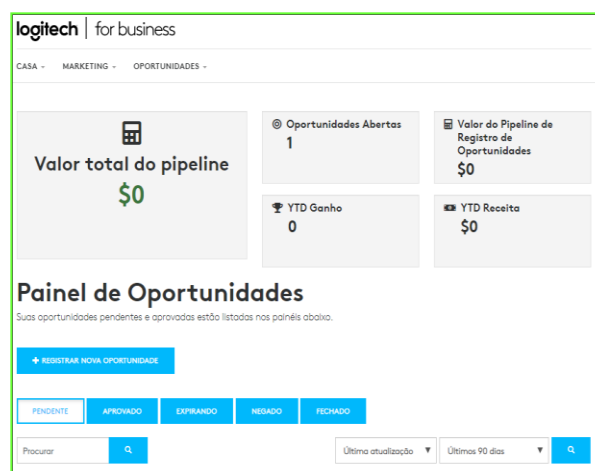 logitech | for business
CASA MARKETING OPORTUNIDADES
Valor total do pipeline
$0
Oportunidades Abertas
1
Valor do Pipeline de
Registro de
Oportunidades
$0
YTD Ganho
0
YTD Receita
$0
Painel de Oportunidades
Suas oportunidades pendentes e aprovadas estão listadas nos painéis abaixo.
+ REGISTRAR NOVA OPORTUNIDADE
PENDENTE APROVADO EXPIRANDO NEGADO FECHADO
Procurar Última atualização Últimos 90 dias